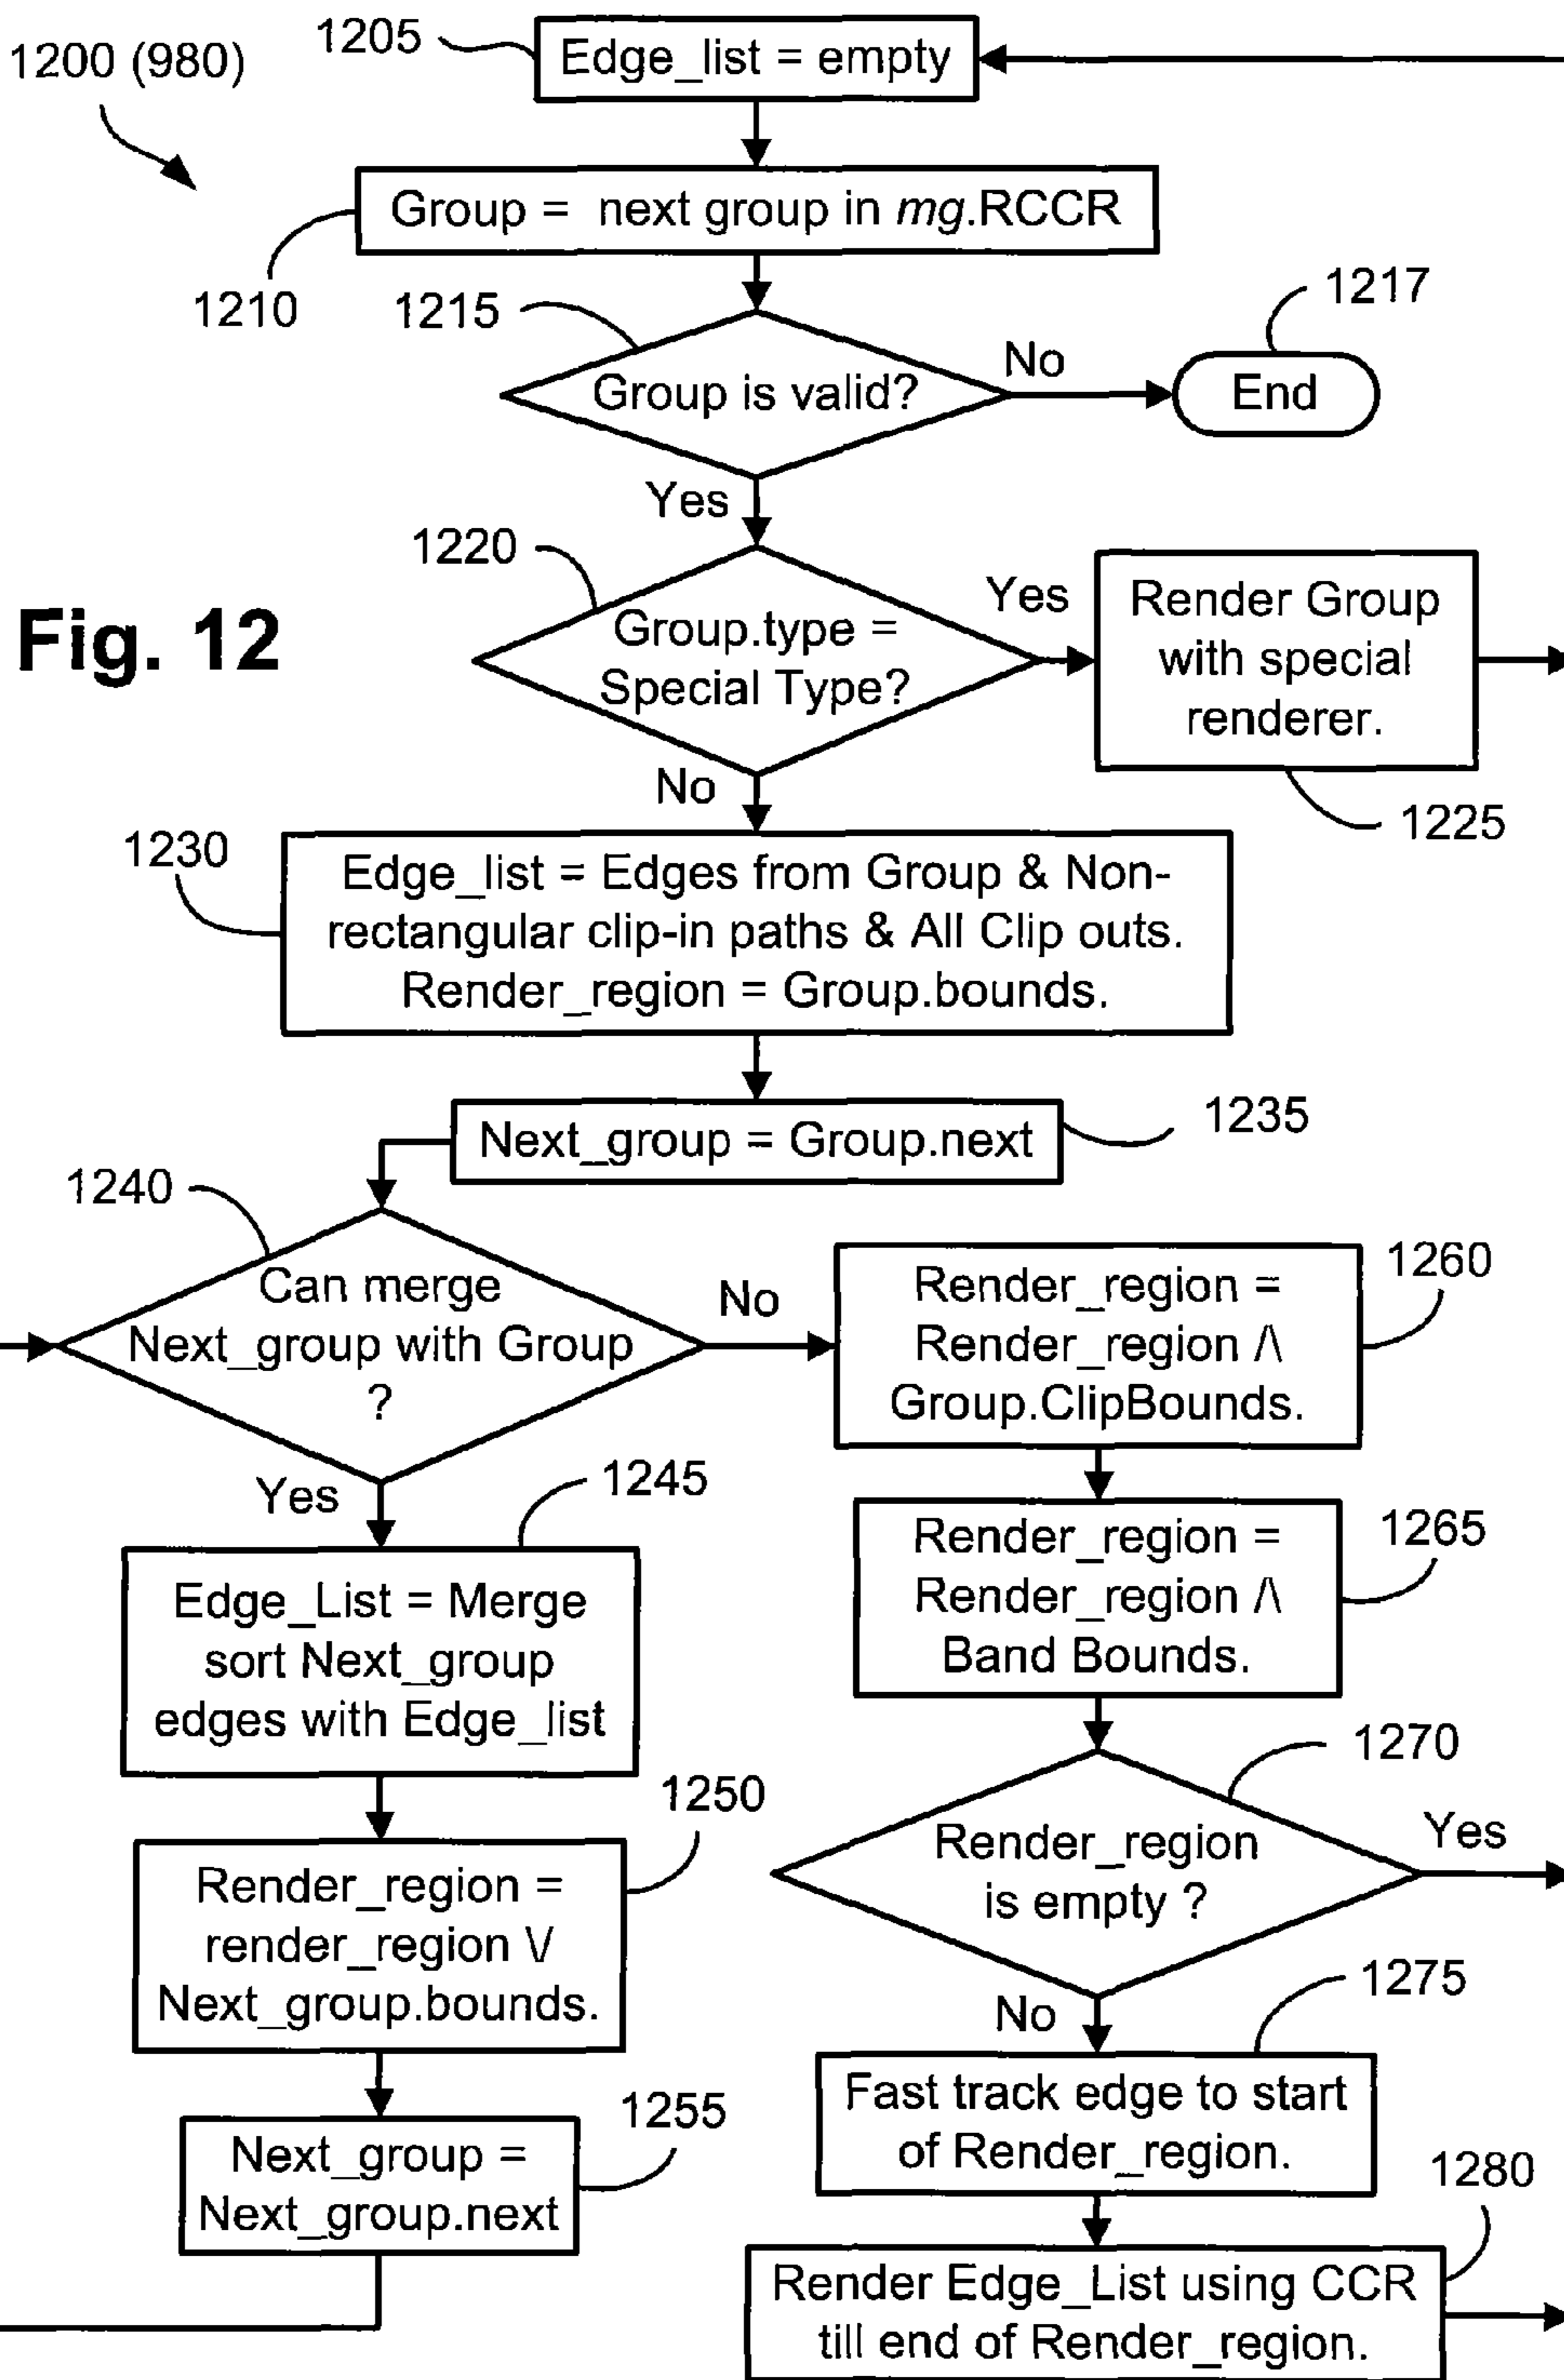 1205
Edge_list = empty
1200 (980)
Group = next group in mg.RCCR
1210
1215
1217
Group is valid?
No
End
Yes
1220
Fig. 12
Group.type =
Special Type?
Yes
Render Group
with special
renderer.
1225
No
1230
Edge_list = Edges from Group & Non-
rectangular clip-in paths & All Clip outs.
Render_region = Group.bounds.
1235
Next_group = Group.next
1240
Can merge
Next_group with Group
?
No
1260
Render_region =
Render_region /\
Group.ClipBounds.
Yes
1245
Edge_List = Merge
sort Next_group
edges with Edge_list
1265
Render_region =
Render_region /\
Band Bounds.
1250
Render_region =
render_region \/
Next_group.bounds.
1270
Render_region
is empty ?
Yes
No
1255
Next_group =
Next_group.next
1275
Fast track edge to start
of Render_region.
1280
Render Edge_List using CCR
till end of Render_region.